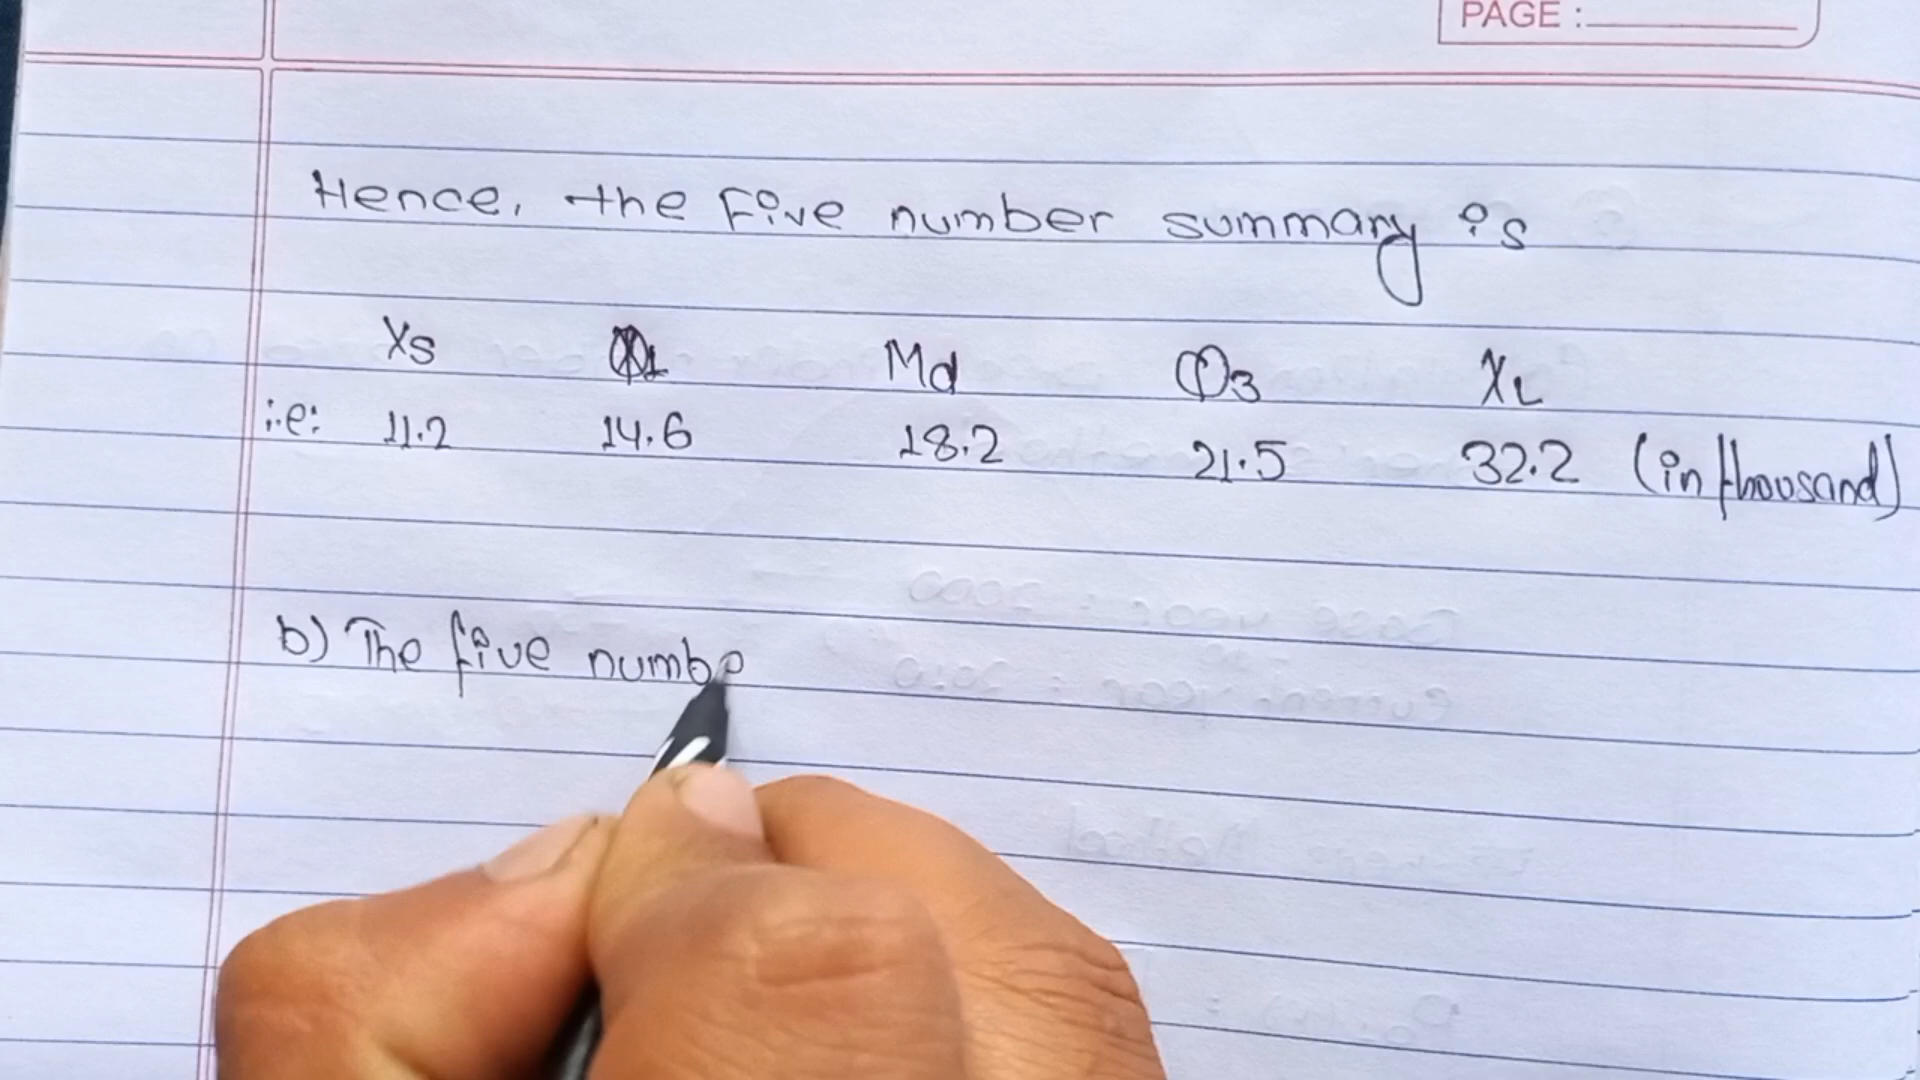 PAGE :
Hence, the Five number summary is
Xs Q1 Md Q3 XL
i.e: 11.2 14.6 18.2 21.5 32.2 (in thousand)
b) The five numbe